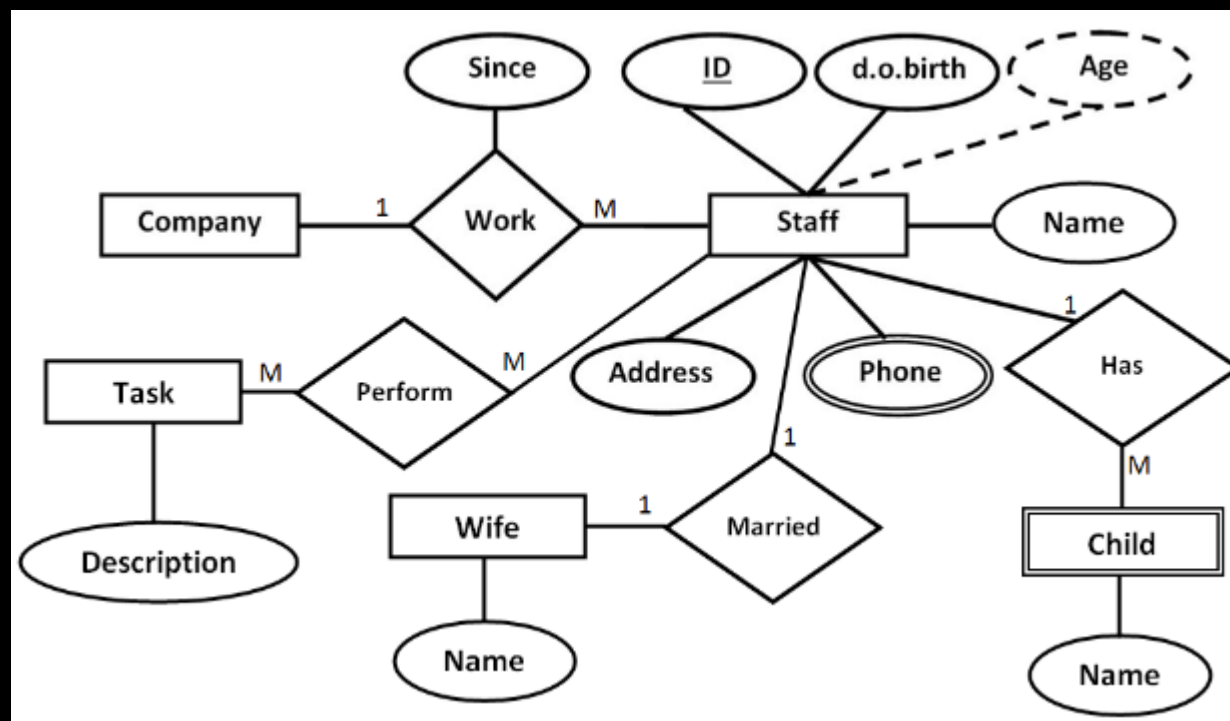 Since
ID
d.o.birth
Age
Company
1
Work
M
Staff
Name
1
Has
Task
M
Perform
M
Address
Phone
1
M
Wife
1
Married
Child
Description
Name
Name